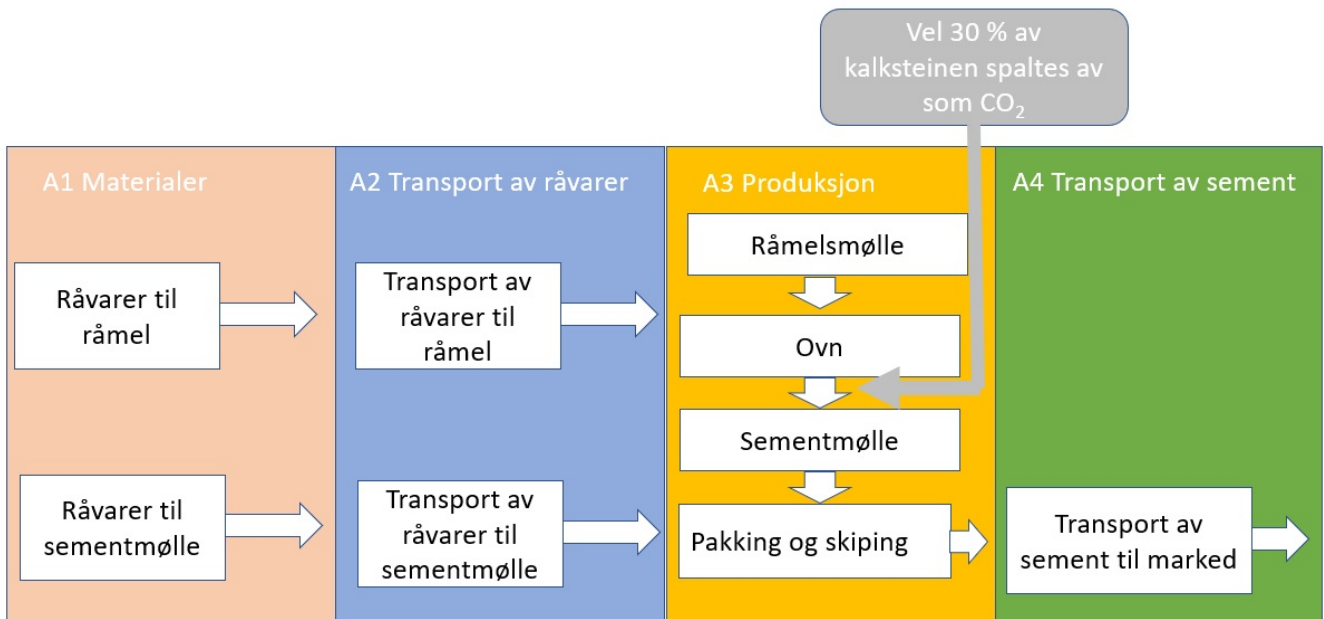 Vel 30 % av
kalksteinen spaltes av
som CO₂
A1 Materialer
Råvarer til
råmel
Råvarer til
sementmølle
A2 Transport av råvarer
Transport av
råvarer til
råmel
Transport av
råvarer til
sementmølle
A3 Produksjon
Råmelsmølle
Ovn
Sementmølle
Pakking og skiping
A4 Transport av sement
Transport av
sement til marked